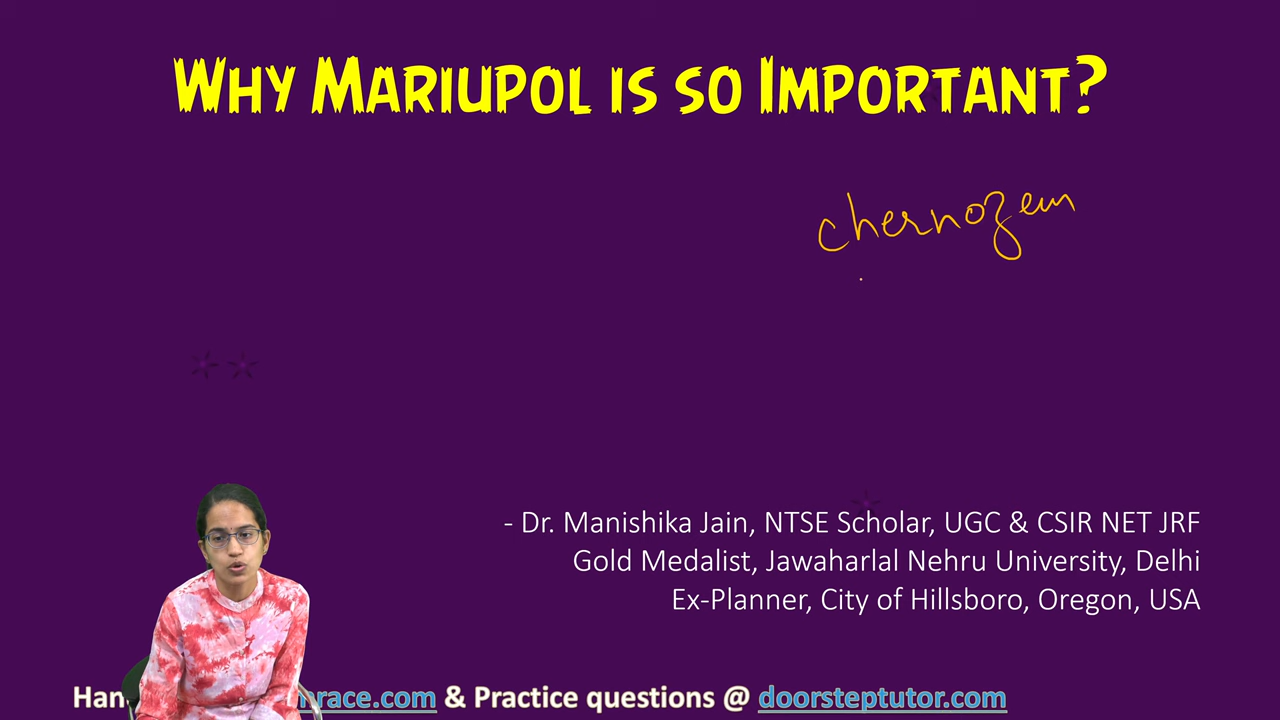 Why Mariupol is so Important?
chernozem
- Dr. Manishika Jain, NTSE Scholar, UGC & CSIR NET JRF
Gold Medalist, Jawaharlal Nehru University, Delhi
Ex-Planner, City of Hillsboro, Oregon, USA
race.com & Practice questions @ doorsteptutor.com